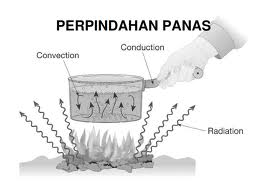 PERPINDAHAN PANAS
Conduction
Convection
Radiation